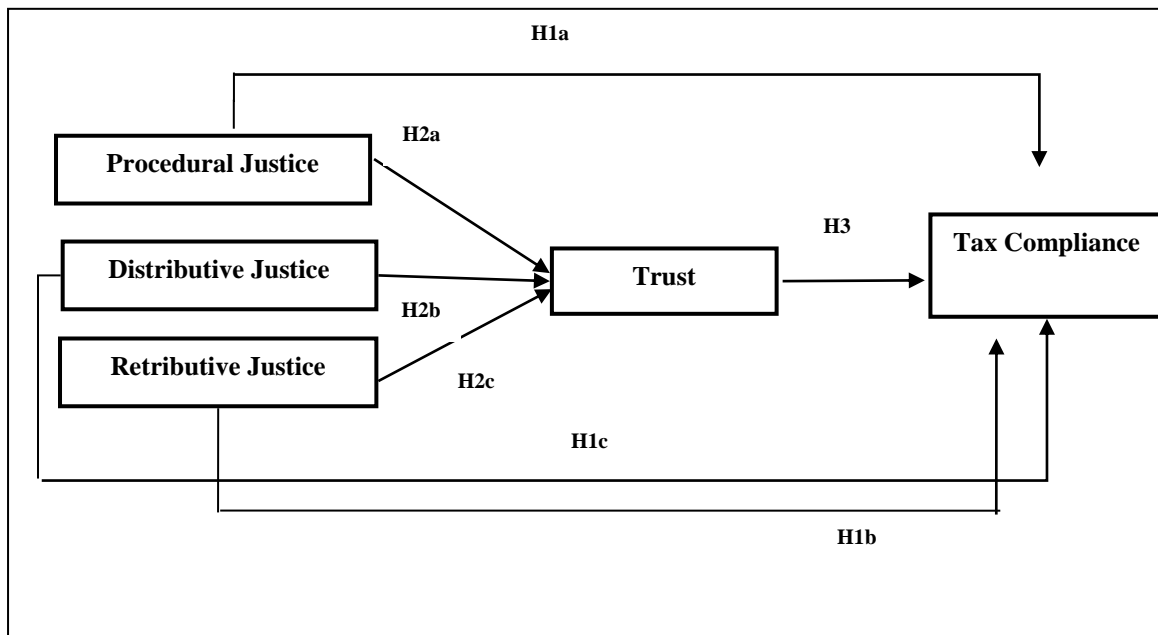 H1a
H2a
Procedural Justice
H3
Tax Compliance
Distributive Justice
Trust
H2b
Retributive Justice
H2c
H1c
H1b